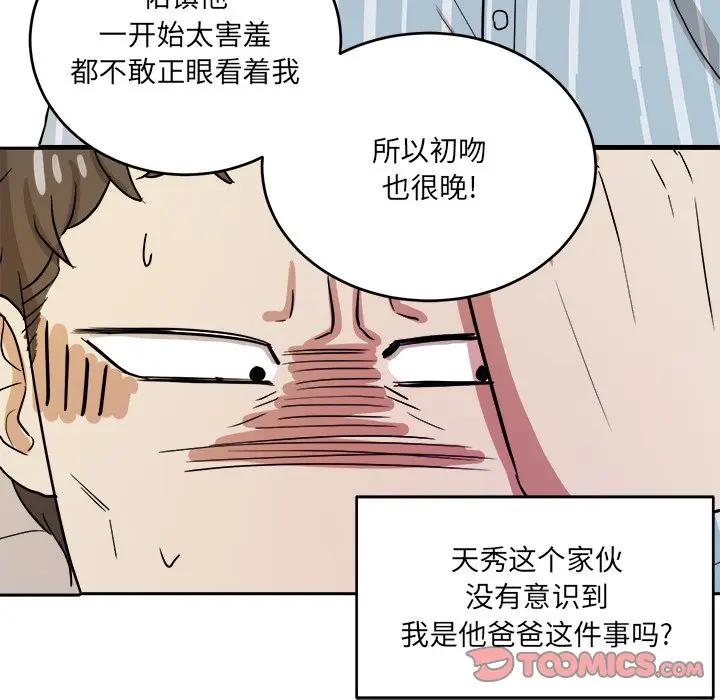 一开始太害羞
都不敢正眼看着我
所以初吻
也很晚!
天秀这个家伙
没有意识到
我是他爸爸这件事吗?
TOOMICS.COM